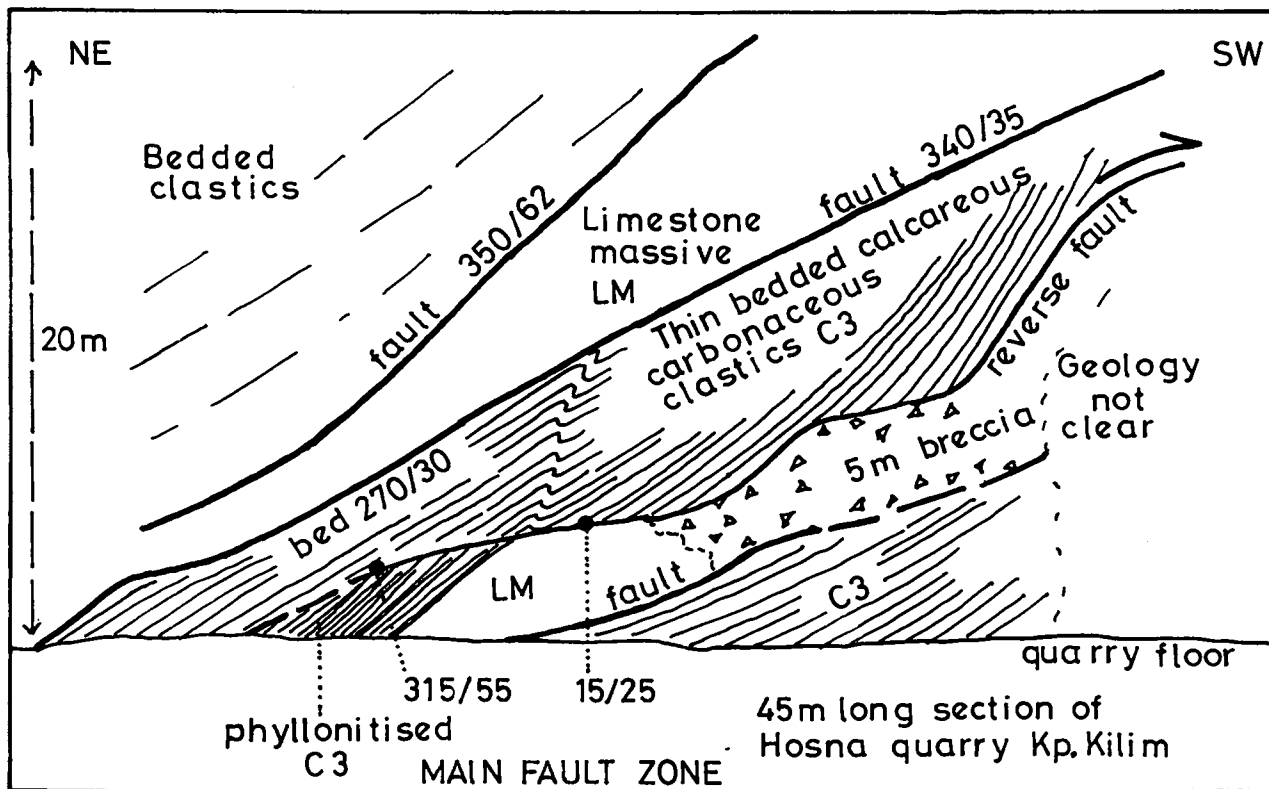 NE
SW
Bedded
clastics
20m
fault 350/62
Limestone
massive
LM
fault 340/35
Thin bedded calcareous
carbonaceous
clastics C3
reverse fault
Geology
not
clear
5m breccia
bed 270/30
LM
fault
C3
quarry floor
315/55
15/25
phyllonitised
C3
45m long section of
Hosna quarry Kp. Kilim
MAIN FAULT ZONE